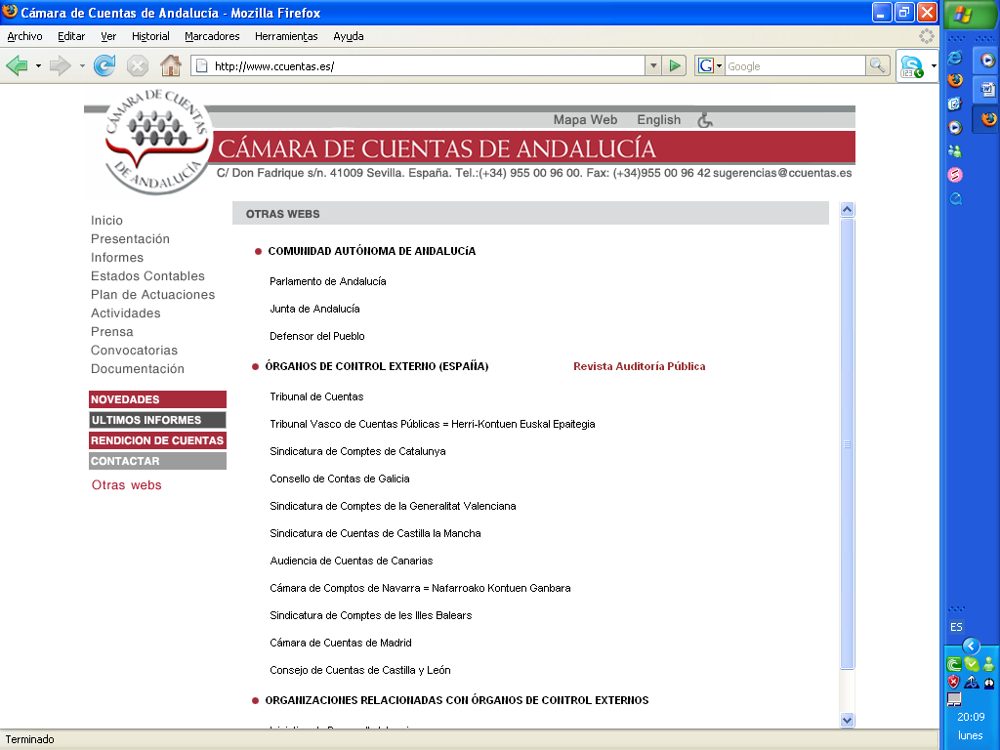 Cámara de Cuentas de Andalucía - Mozilla Firefox
Archivo Editar Ver Historial Marcadores Herramientas Ayuda
http://www.ccuentas.es/
G Google
CÁMARA DE CUENTAS
DE ANDALUCÍA
Mapa Web English
CÁMARA DE CUENTAS DE ANDALUCÍA
C/ Don Fadrique s/n. 41009 Sevilla. España. Tel.:(+34) 955 00 96 00. Fax: (+34)955 00 96 42 sugerencias@ccuentas.es
Inicio
Presentación
Informes
Estados Contables
Plan de Actuaciones
Actividades
Prensa
Convocatorias
Documentación
NOVEDADES
ULTIMOS INFORMES
RENDICION DE CUENTAS
CONTACTAR
Otras webs
OTRAS WEBS
COMUNIDAD AUTÓNOMA DE ANDALUCíA
Parlamento de Andalucía
Junta de Andalucía
Defensor del Pueblo
ÓRGANOS DE CONTROL EXTERNO (ESPAÑA) Revista Auditoría Pública
Tribunal de Cuentas
Tribunal Vasco de Cuentas Públicas = Herri-Kontuen Euskal Epaitegia
Sindicatura de Comptes de Catalunya
Consello de Contas de Galicia
Sindicatura de Comptes de la Generalitat Valenciana
Sindicatura de Cuentas de Castilla la Mancha
Audiencia de Cuentas de Canarias
Cámara de Comptos de Navarra = Nafarroako Kontuen Ganbara
Sindicatura de Comptes de les Illes Balears
Cámara de Cuentas de Madrid
Consejo de Cuentas de Castilla y León
ORGANIZACIONES RELACIONADAS CON ÓRGANOS DE CONTROL EXTERNOS
Terminado
ES
20:09
lunes